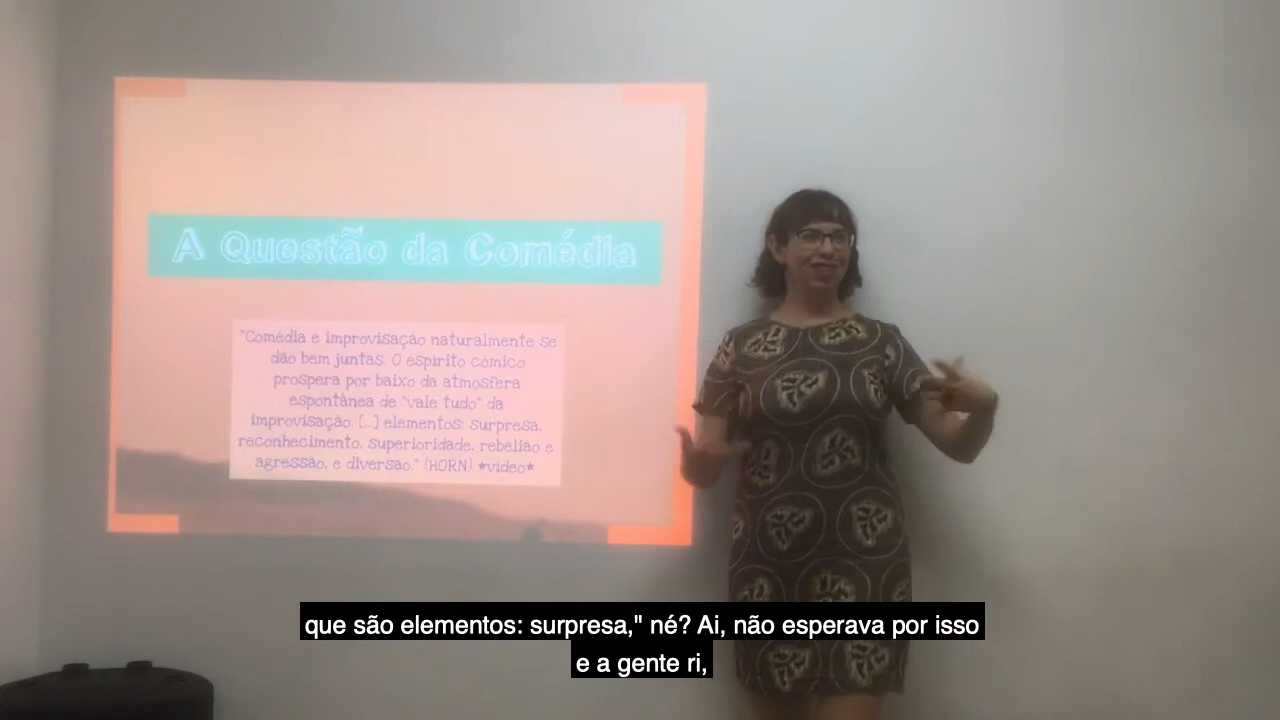 A Questão da Comédia
"Comédia e improvisação naturalmente se
dão bem juntas. O espírito cômico
prospera por baixo da atmosfera
espontânea de "vale tudo" da
improvisação. [...] elementos: surpresa,
reconhecimento, superioridade, rebelião e
agressão, e diversão." (HORN) *vídeo*
que são elementos: surpresa," né? Ai, não esperava por isso
e a gente ri,